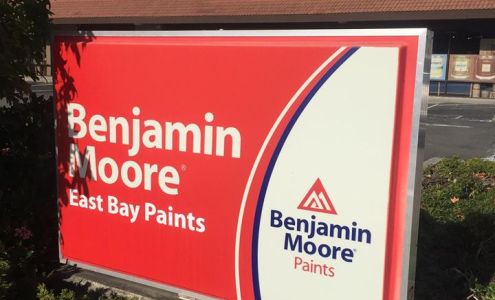 Benjamin
Moore®
East Bay Paints
Benjamin
Moore®
Paints